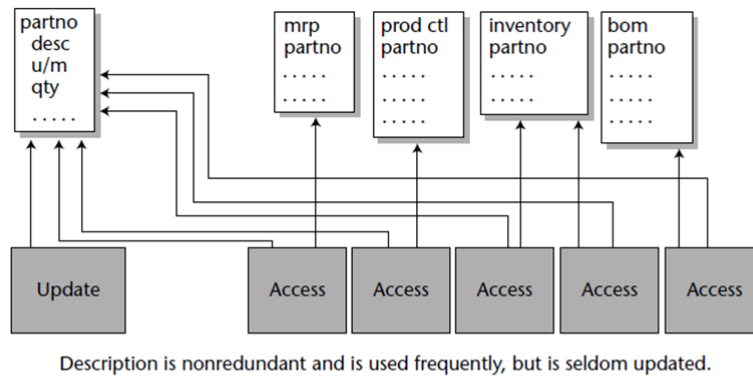 partno
desc
u/m
qty
. . . . .
mrp
partno
. . . . .
. . . . .
prod ctl
partno
. . . . .
. . . . .
. . . . .
inventory
partno
. . . . .
. . . . .
. . . . .
bom
partno
. . . . .
. . . . .
. . . . .
Update
Access
Access
Access
Access
Access
Description is nonredundant and is used frequently, but is seldom updated.